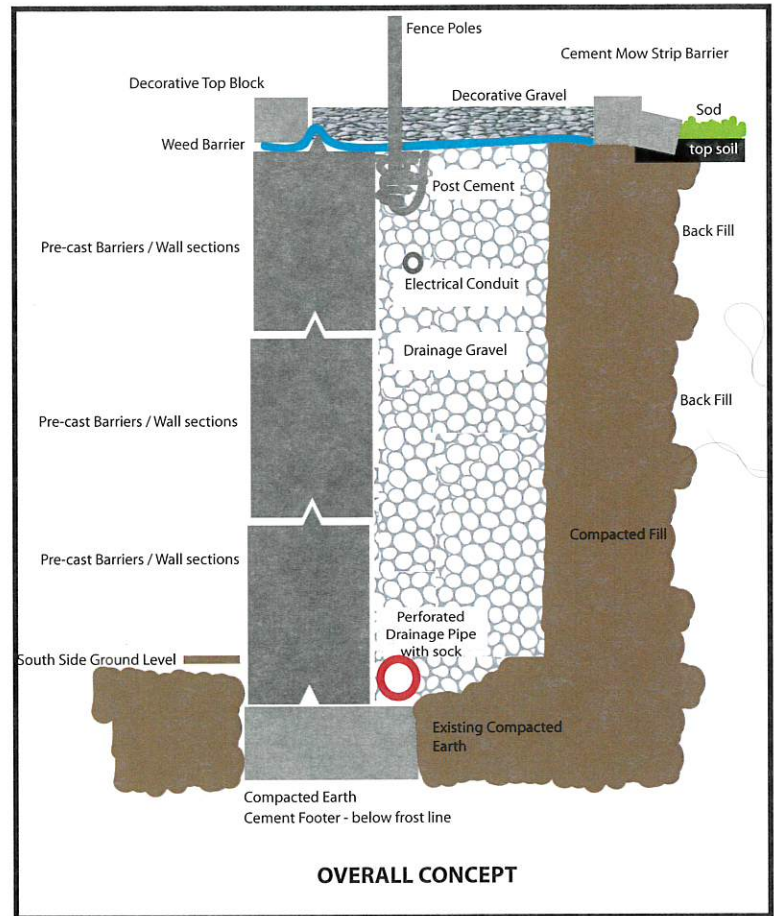 Fence Poles
Cement Mow Strip Barrier
Decorative Top Block
Decorative Gravel
Sod
Weed Barrier
top soil
Post Cement
Pre-cast Barriers / Wall sections
Back Fill
Electrical Conduit
Drainage Gravel
Back Fill
Pre-cast Barriers / Wall sections
Compacted Fill
Pre-cast Barriers / Wall sections
Perforated
Drainage Pipe
with sock
South Side Ground Level
Existing Compacted
Earth
Compacted Earth
Cement Footer - below frost line
OVERALL CONCEPT